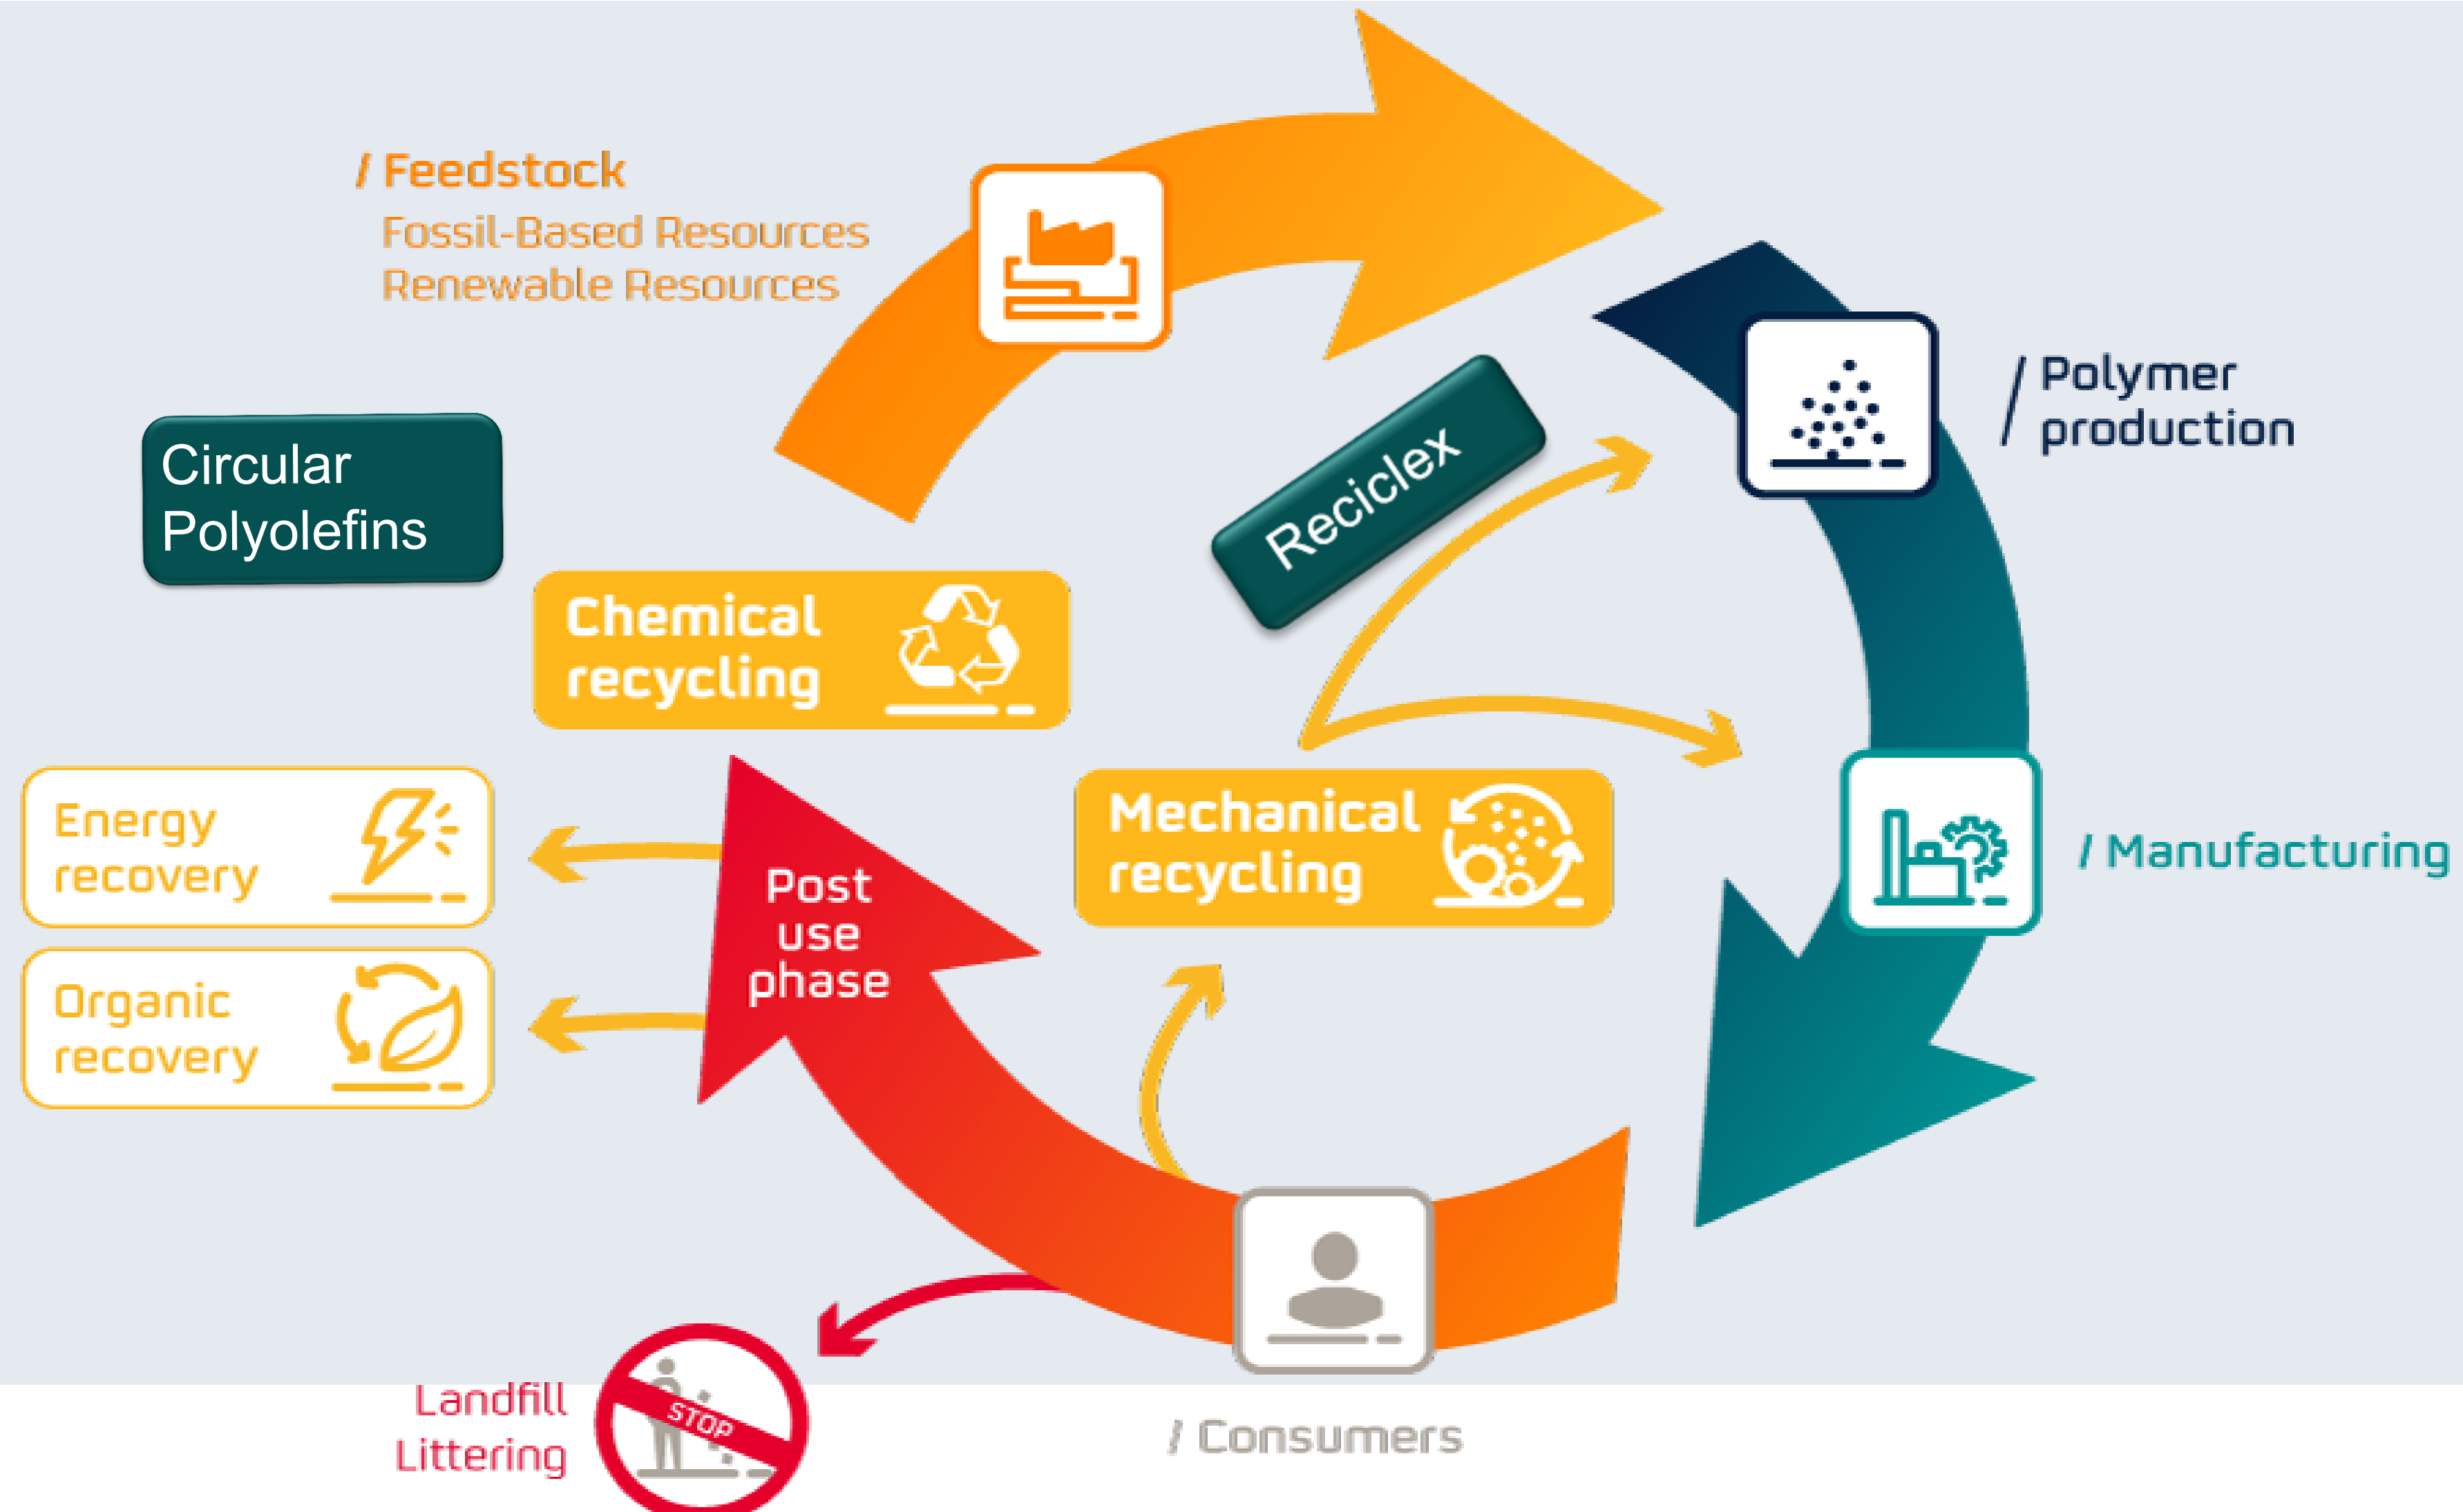 / Feedstock
Fossil-Based Resources
Renewable Resources
/ Polymer
production
Circular
Polyolefins
Reciclex
Chemical
recycling
Energy
recovery
Organic
recovery
Post
use
phase
Mechanical
recycling
/ Manufacturing
Landfill
Littering
STOP
/ Consumers